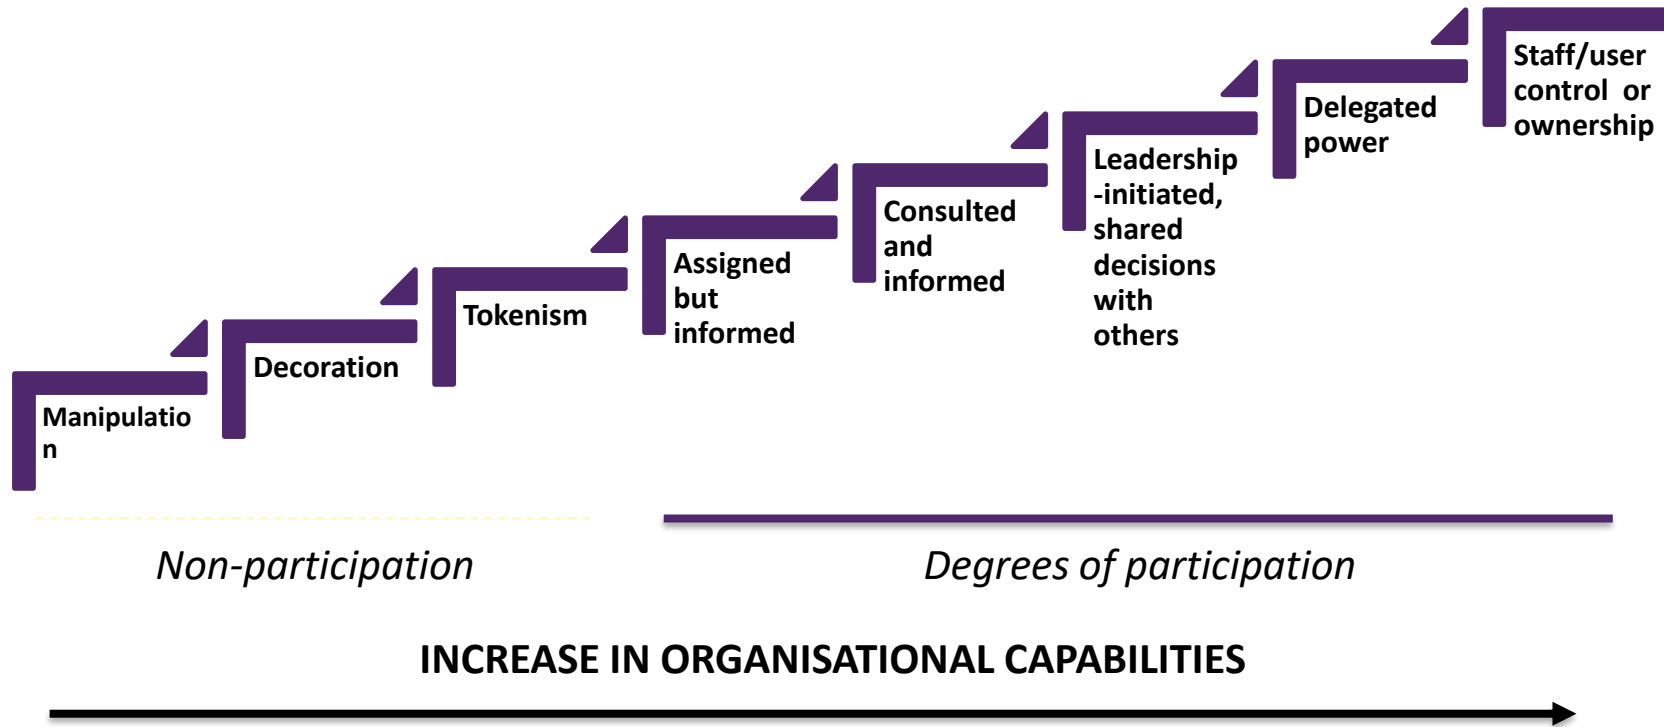 Manipulatio
n
Decoration
Tokenism
Assigned
but
informed
Consulted
and
informed
Leadership
-initiated,
shared
decisions
with
others
Delegated
power
Staff/user
control or
ownership
Non-participation
Degrees of participation
INCREASE IN ORGANISATIONAL CAPABILITIES